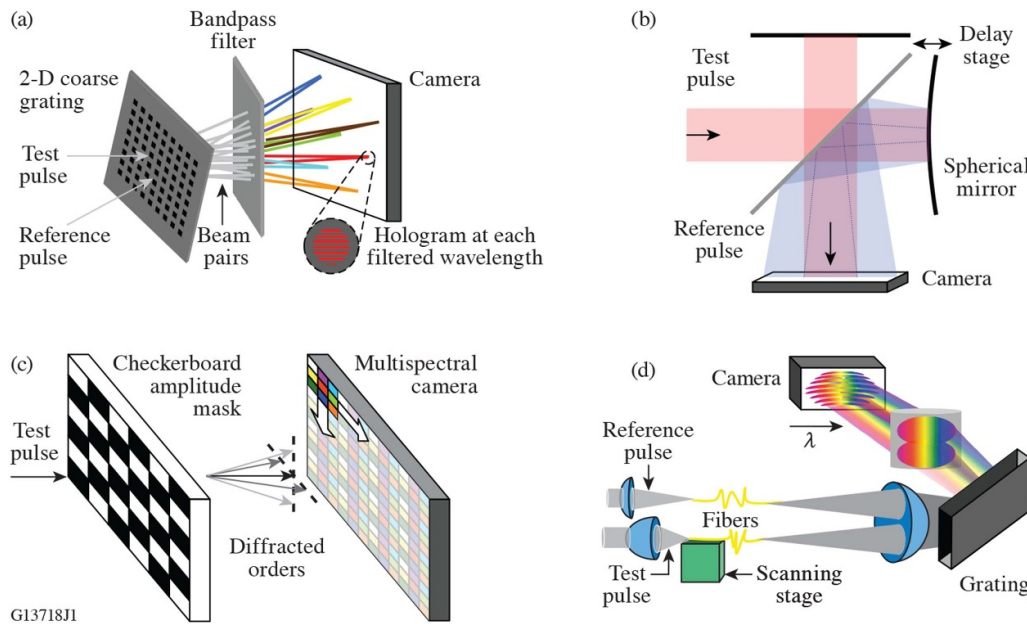 (a)
Bandpass
filter
Camera
2-D coarse
grating
Test
pulse
Reference
pulse
Beam
pairs
Hologram at each
filtered wavelength
(b)
Test
pulse
Delay
stage
Spherical
mirror
Reference
pulse
Camera
(c)
Checkerboard
amplitude
mask
Multispectral
camera
Test
pulse
Diffracted
orders
G13718J1
(d)
Camera
λ
Reference
pulse
Fibers
Test
pulse
Scanning
stage
Grating